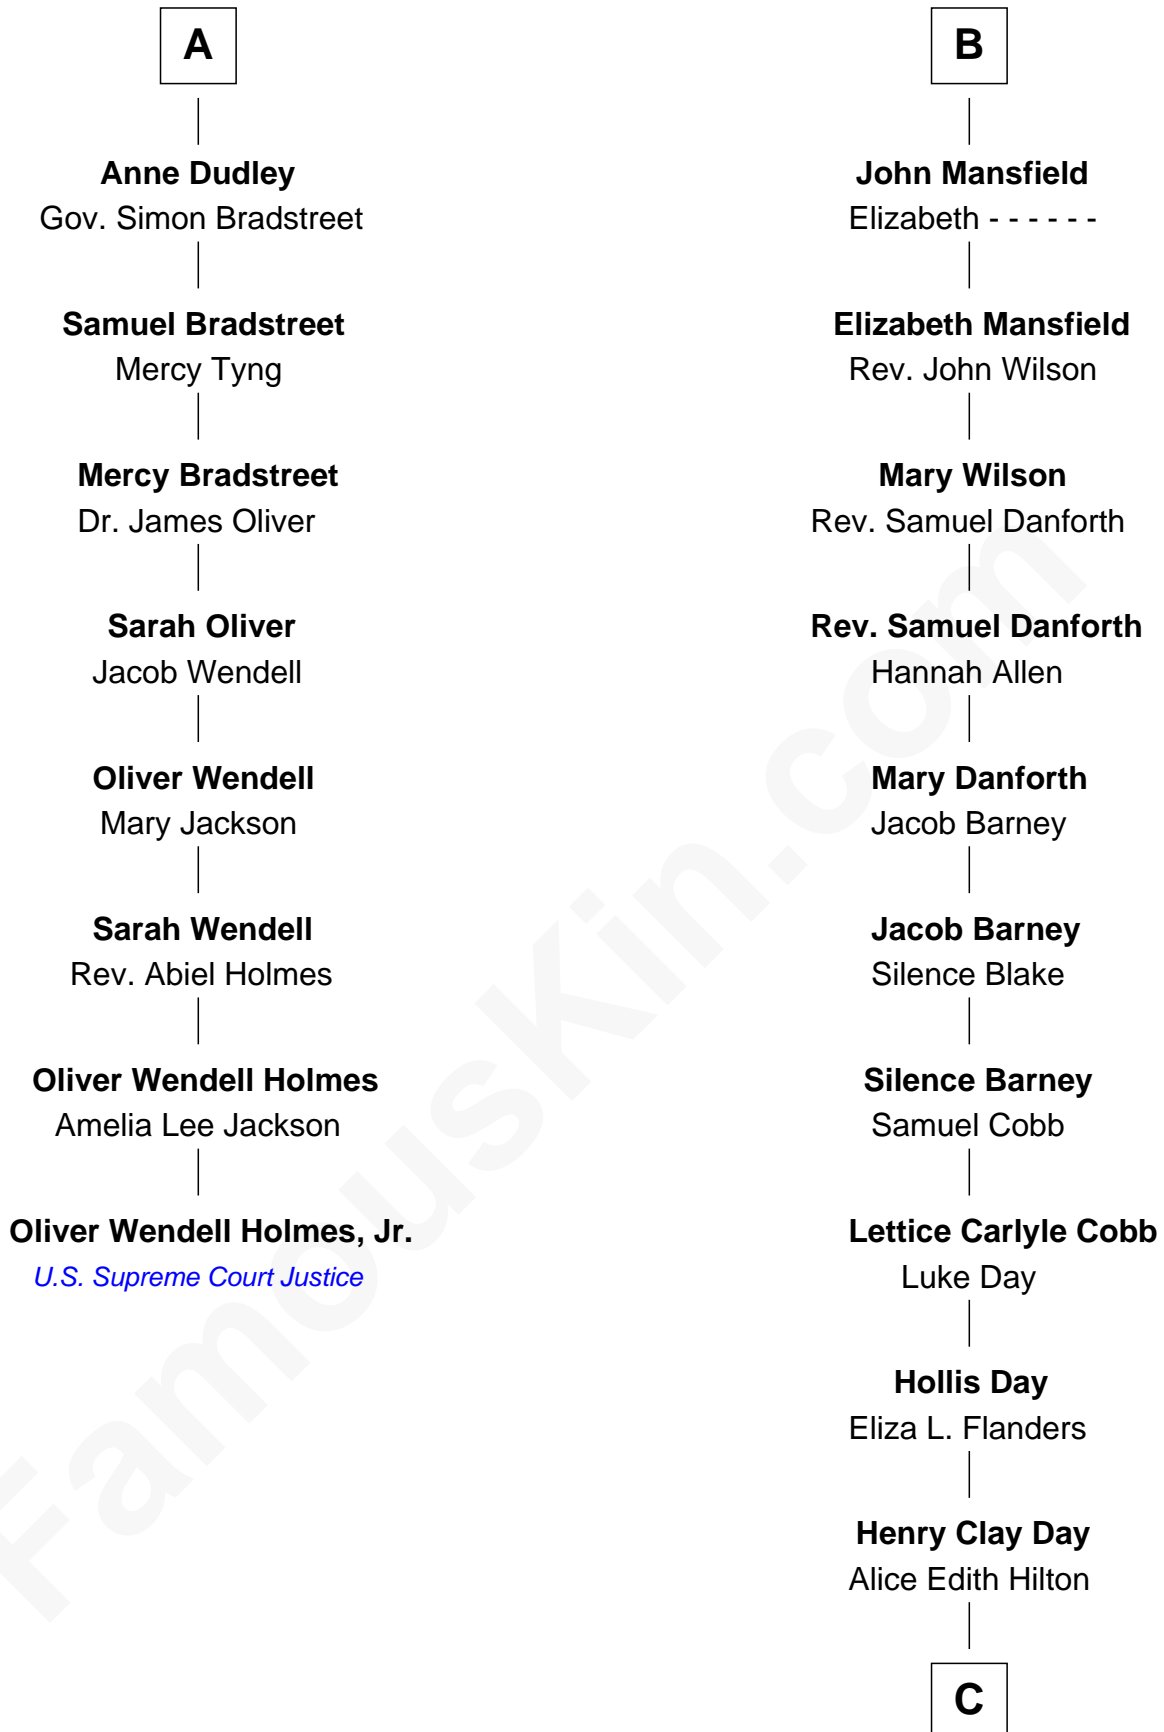 A
Anne Dudley
Gov. Simon Bradstreet
Samuel Bradstreet
Mercy Tyng
Mercy Bradstreet
Dr. James Oliver
Sarah Oliver
Jacob Wendell
Oliver Wendell
Mary Jackson
Sarah Wendell
Rev. Abiel Holmes
Oliver Wendell Holmes
Amelia Lee Jackson
Oliver Wendell Holmes, Jr.
U.S. Supreme Court Justice
B
John Mansfield
Elizabeth - - - - - -
Elizabeth Mansfield
Rev. John Wilson
Mary Wilson
Rev. Samuel Danforth
Rev. Samuel Danforth
Hannah Allen
Mary Danforth
Jacob Barney
Jacob Barney
Silence Blake
Silence Barney
Samuel Cobb
Lettice Carlyle Cobb
Luke Day
Hollis Day
Eliza L. Flanders
Henry Clay Day
Alice Edith Hilton
C
FamousKin.com